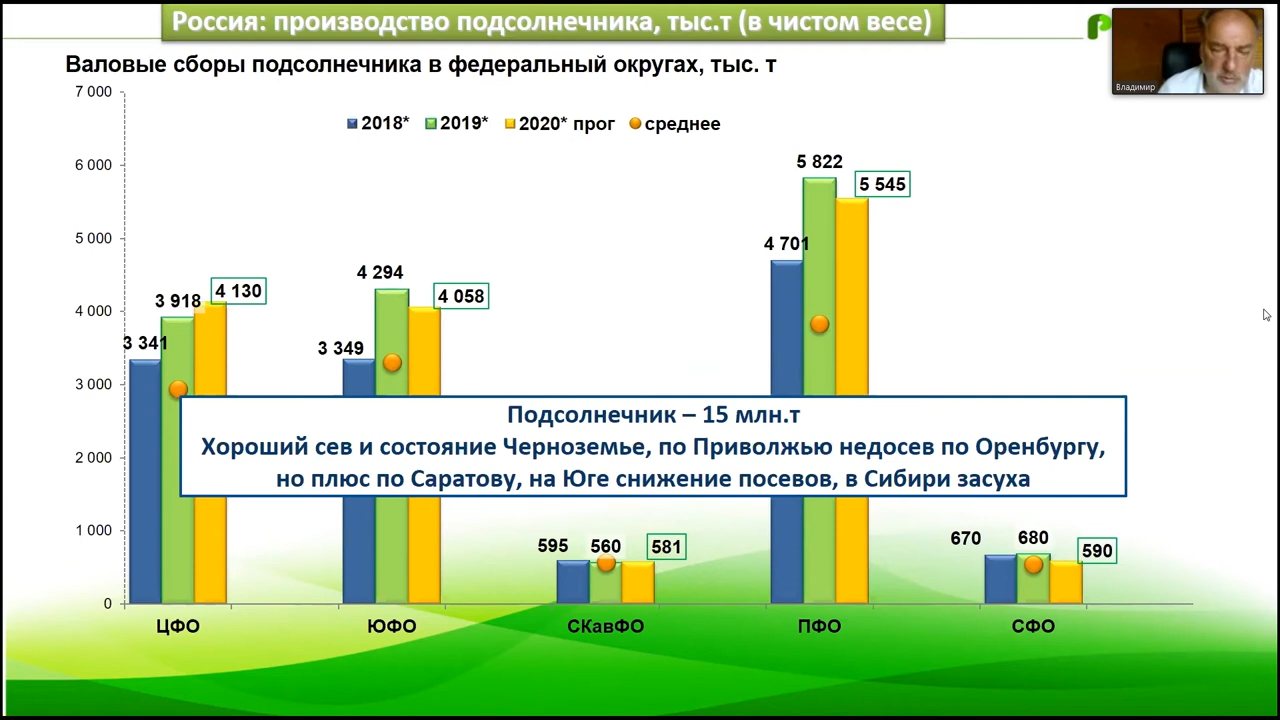 Россия: производство подсолнечника, тыс.т (в чистом весе)
Владимир
Валовые сборы подсолнечника в федеральный округах, тыс. т
7 000
2018* 2019* 2020* прог среднее
6 000
5 000
4 000
3 000
2 000
1 000
0
3 341 3 918 4 130
3 349 4 294 4 058
595 560 581
4 701 5 822 5 545
670 680 590
Подсолнечник – 15 млн.т
Хороший сев и состояние Черноземье, по Приволжью недосев по Оренбургу,
но плюс по Саратову, на Юге снижение посевов, в Сибири засуха
ЦФО ЮФО СКавФО ПФО СФО